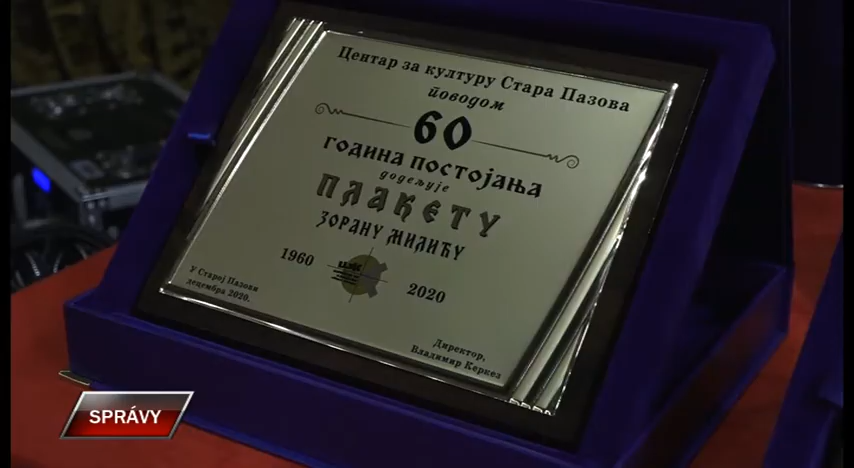 Центар за културу Стара Пазова
поводом
60
година постојања
додељује
ПЛАКЕТУ
ЗОРАНУ МИЛИЋУ
1960
2020
У Старој Пазови
децембра 2020.
Директор,
Владимир Керкез
SPRÁVY